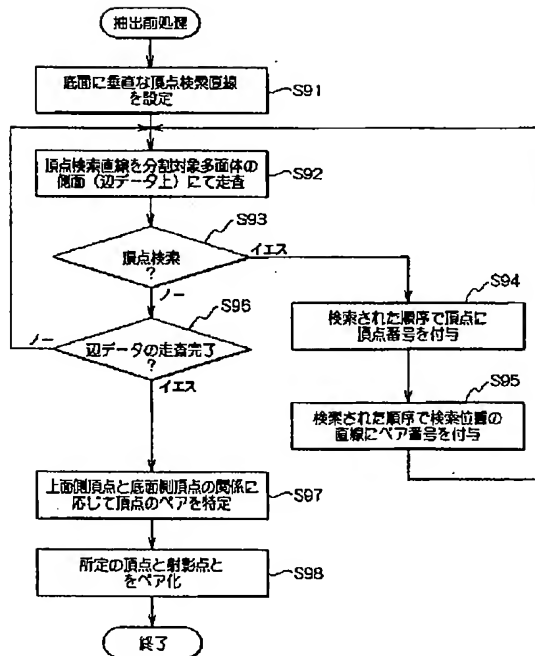 抽出前処理
底面に垂直な頂点検索直線
を設定
S91
頂点検索直線を分割対象多面体の
側面(辺データ上)にて走査
S92
S93
頂点検索
?
イエス
ノー
S94
検索された順序で頂点に
頂点番号を付与
S95
検索された順序で検索位置の
直線にペア番号を付与
S96
ノー
辺データの走査完了
?
イエス
上面側頂点と底面側頂点の関係に
応じて頂点のペアを特定
S97
所定の頂点と射影点と
をペア化
S98
終了